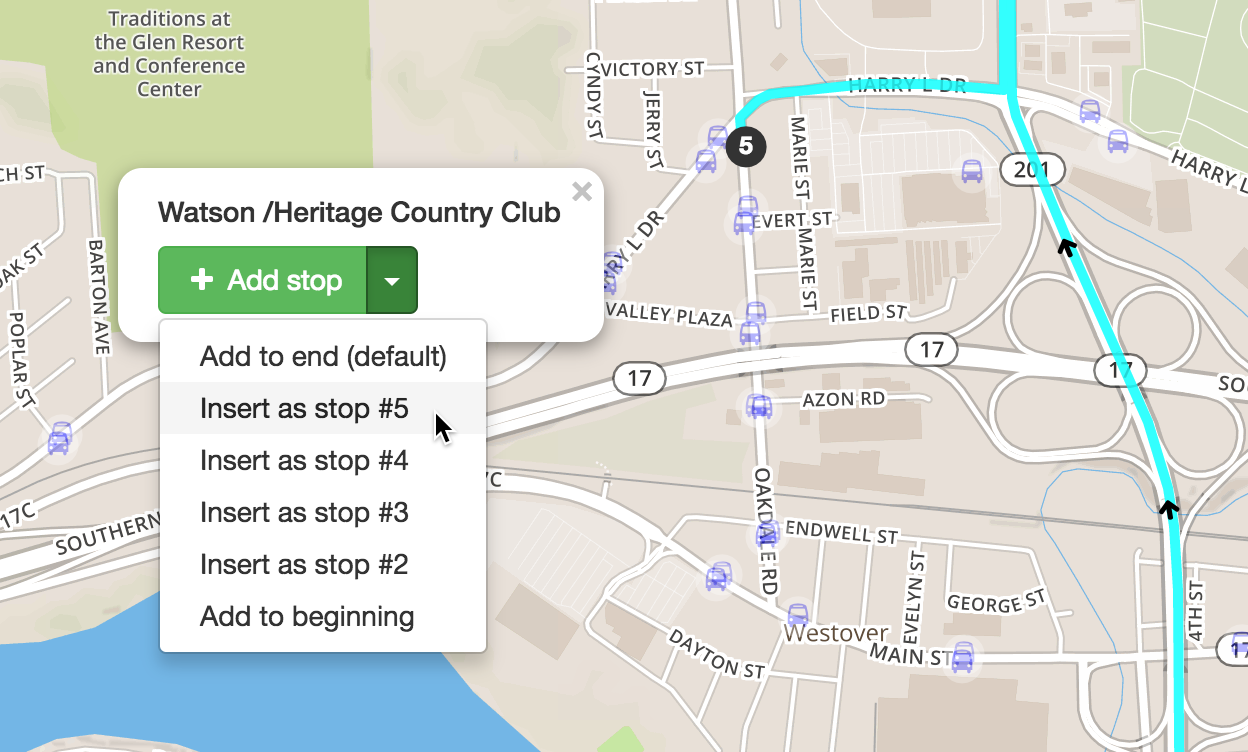 Traditions at
the Glen Resort
and Conference
Center
CYNDY ST
VICTORY ST
JERRY ST
HARRY L DR
MARIE ST
5
201
HARRY L
CH ST
OAK ST
BARTON AVE
POPLAR ST
Watson /Heritage Country Club
×
+ Add stop
Add to end (default)
Insert as stop #5
Insert as stop #4
Insert as stop #3
Insert as stop #2
Add to beginning
RY L DR
EVERT ST
MARIE ST
VALLEY PLAZA
FIELD ST
17
17
17
SO
AZON RD
17C
SOUTHERN
C
OAKDALE RD
ENDWELL ST
EVELYN ST
GEORGE ST
4TH ST
Westover
DAYTON ST
MAIN ST
17